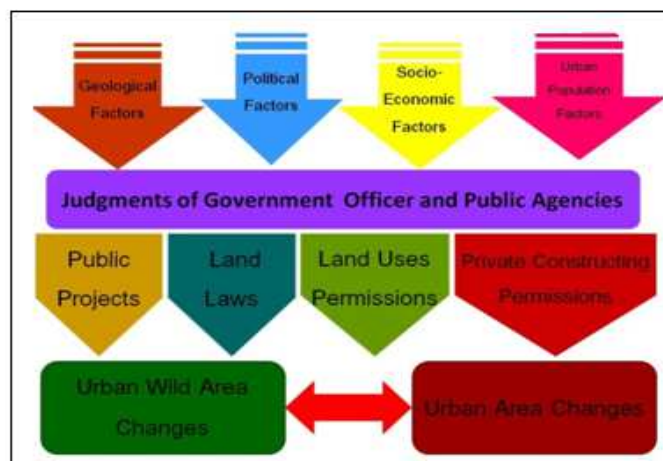 Geological
Factors
Political
Factors
Socio-
Economic
Factors
Urban
Population
Factors
Judgments of Government Officer and Public Agencies
Public
Projects
Land
Laws
Land Uses
Permissions
Private Constructing
Permissions
Urban Wild Area
Changes
Urban Area Changes